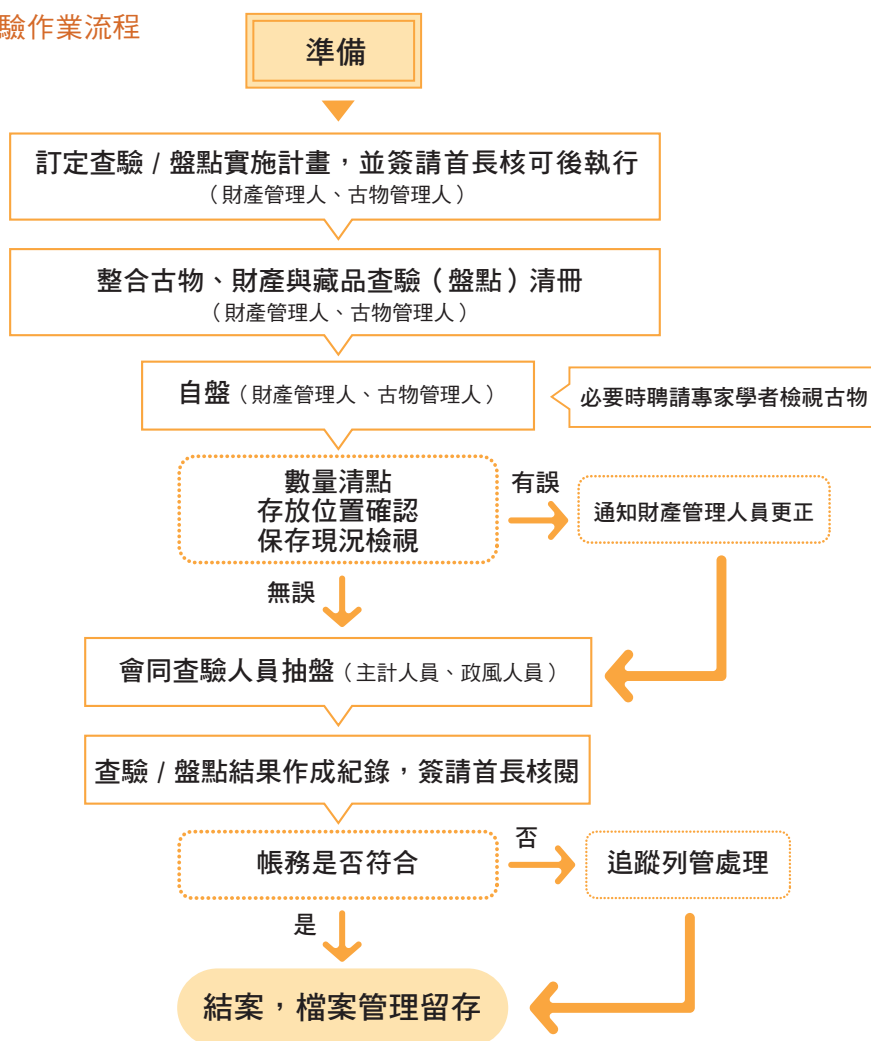 驗作業流程
準備
訂定查驗 / 盤點實施計畫，並簽請首長核可後執行
（財產管理人、古物管理人）
整合古物、財產與藏品查驗（盤點）清冊
（財產管理人、古物管理人）
自盤（財產管理人、古物管理人）
必要時聘請專家學者檢視古物
數量清點
存放位置確認
保存現況檢視
有誤
通知財產管理人員更正
無誤
會同查驗人員抽盤（主計人員、政風人員）
查驗 / 盤點結果作成紀錄，簽請首長核閱
帳務是否符合
否
追蹤列管處理
是
結案，檔案管理留存